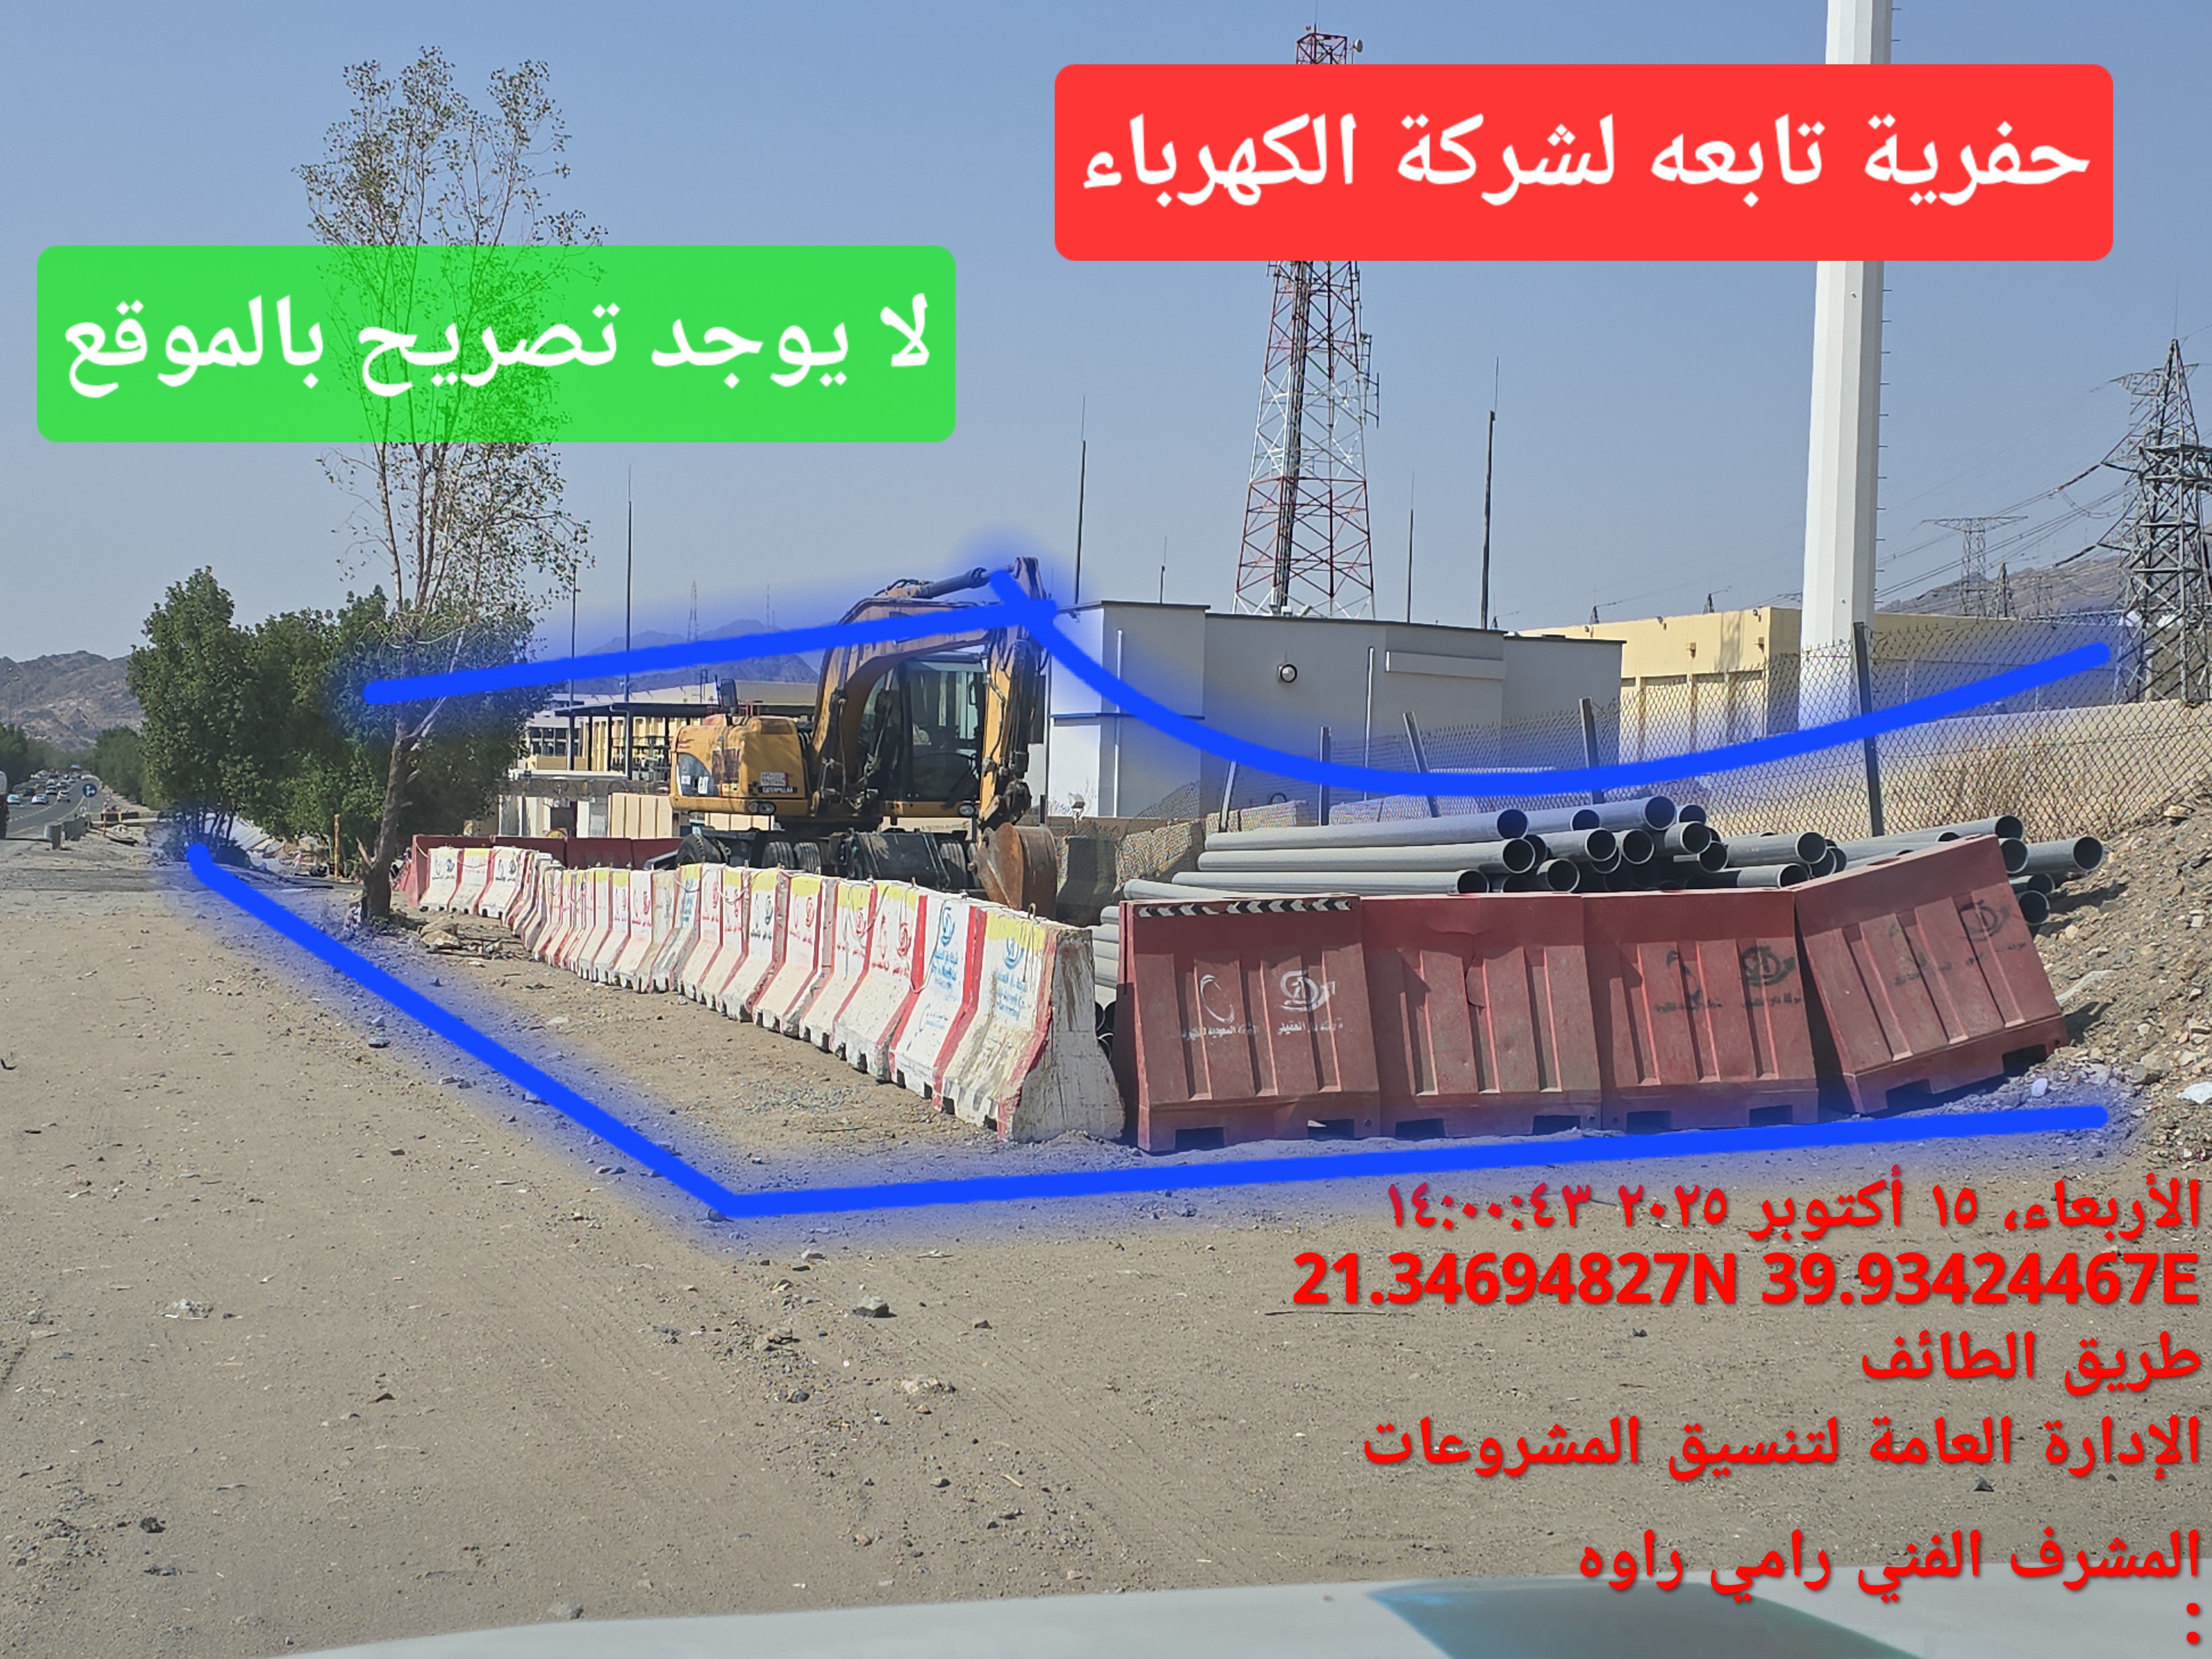 حفرية تابعه لشركة الكهرباء
لا يوجد تصريح بالموقع
CATERPILLAR
الأربعاء، ١٥ أكتوبر ٢٠٢٥ ١٤:٠٠:٤٣
21.34694827N 39.93424467E
طريق الطائف
الإدارة العامة لتنسيق المشروعات
المشرف الفني رامي راوه
: